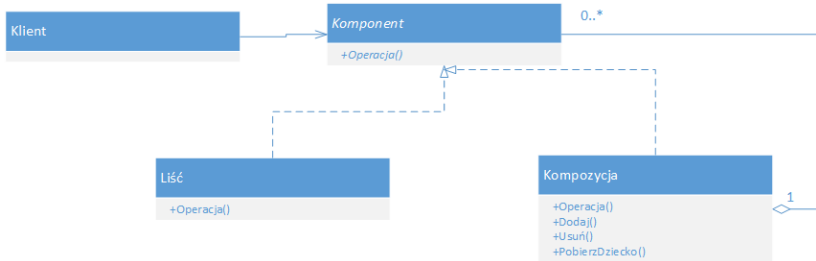 Klient
Komponent
0..*
+Operacja()
Liść
+Operacja()
Kompozycja
1
+Operacja()
+Dodaj()
+Usuń()
+PobierzDziecko()